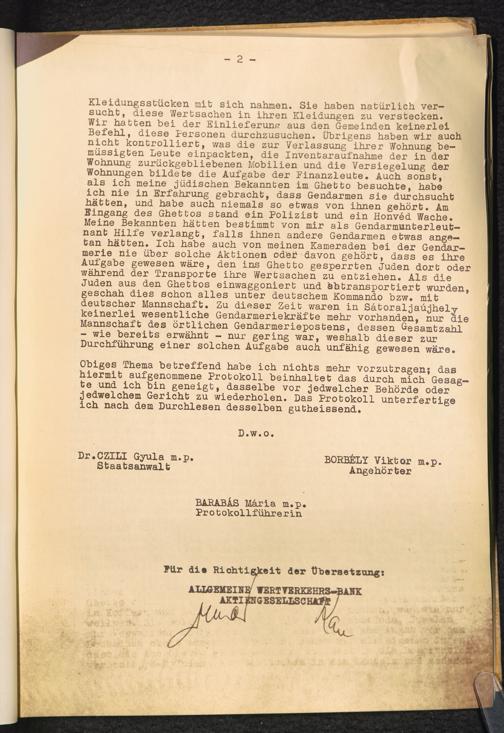 - 2 -
Kleidungsstücken mit sich nahmen. Sie haben natürlich ver-
sucht, diese Wertsachen in ihren Kleidungen zu verstecken.
Wir hatten bei der Einlieferung aus den Gemeinden keinerlei
Befehl, diese Personen durchzusuchen. Übrigens haben wir auch
nicht kontrolliert, was die zur Verlassung ihrer Wohnung be-
müssigten Leute einpackten, die Inventaraufnahme der in der
Wohnung zurückgebliebenen Mobilien und die Versiegelung der
Wohnungen bildete die Aufgabe der Finanzleute. Auch sonst,
als ich meine jüdischen Bekannten im Ghetto besuchte, habe
ich nie in Erfahrung gebracht, dass Gendarmen sie durchsucht
hätten, und habe auch niemals so etwas von ihnen gehört. Am
Eingang des Ghettos stand ein Polizist und ein Honvéd Wache.
Meine Bekannten hätten bestimmt von mir als Gendarmunterleut-
nant Hilfe verlangt, falls ihnen andere Gendarmen etwas ange-
tan hätten. Ich habe auch von meinen Kameraden bei der Gendar-
merie nie über solche Aktionen oder davon gehört, dass es ihre
Aufgabe gewesen wäre, den ins Ghetto gesperrten Juden dort oder
während der Transporte ihre Wertsachen zu entziehen. Als die
Juden aus den Ghettos einwaggoniert und abtransportiert wurden,
geschah dies schon alles unter deutschem Kommando bzw. mit
deutscher Mannschaft. Zu dieser Zeit waren in Sátoraljaújhely
keinerlei wesentliche Gendarmeriekräfte mehr vorhanden, nur die
Mannschaft des örtlichen Gendarmeriepostens, dessen Gesamtzahl
- wie bereits erwähnt - nur gering war, weshalb dieser zur
Durchführung einer solchen Aufgabe auch unfähig gewesen wäre.
Obiges Thema betreffend habe ich nichts mehr vorzutragen; das
hiermit aufgenommene Protokoll beinhaltet das durch mich Gesag-
te und ich bin geneigt, dasselbe vor jedwelcher Behörde oder
jedwelchem Gericht zu wiederholen. Das Protokoll unterfertige
ich nach dem Durchlesen desselben gutheissend.
D.w.o.
Dr.CZILI Gyula m.p.
Staatsanwalt
BORBÉLY Viktor m.p.
Angehörter
BARABÁS Mária m.p.
Protokollführerin
Für die Richtigkeit der Übersetzung:
ALLGEMEINE WERTVERKEHRS-BANK
AKTIENGESELLSCHAFT